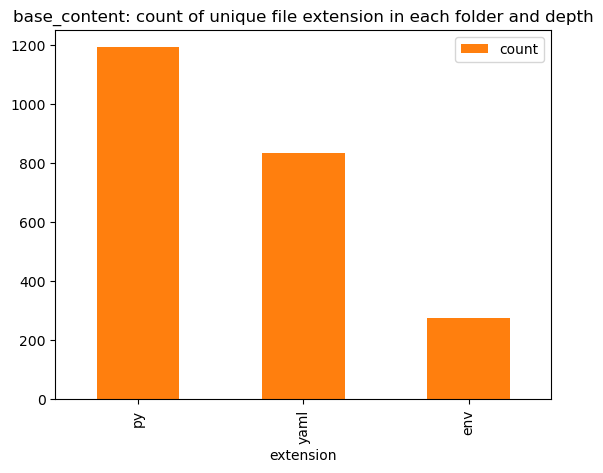 base_content: count of unique file extension in each folder and depth
count
1200
1000
800
600
400
200
0
py
yaml
env
extension